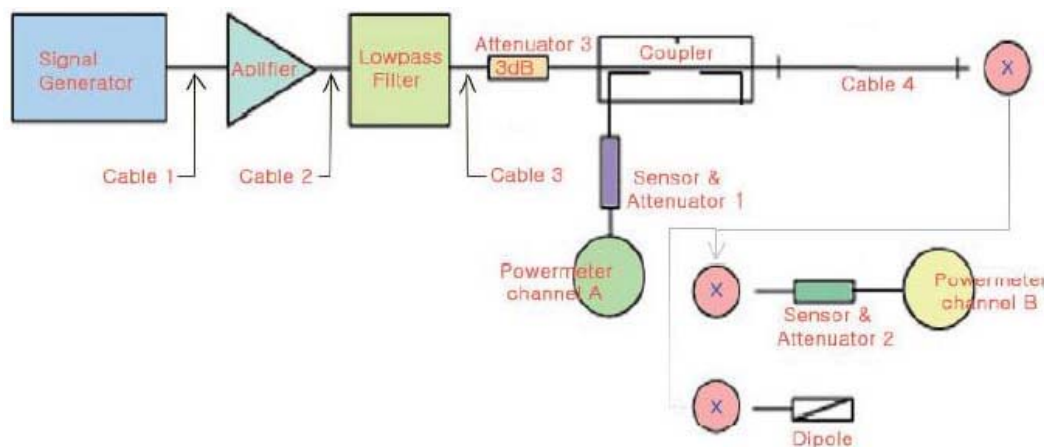 Signal
Generator
Aplifier
Lowpass
Filter
Attenuator 3
3dB
Coupler
Cable 4
X
Cable 1
Cable 2
Cable 3
Sensor &
Attenuator 1
Powermeter
channel A
X
Sensor &
Attenuator 2
Powermeter
channel B
X
Dipole